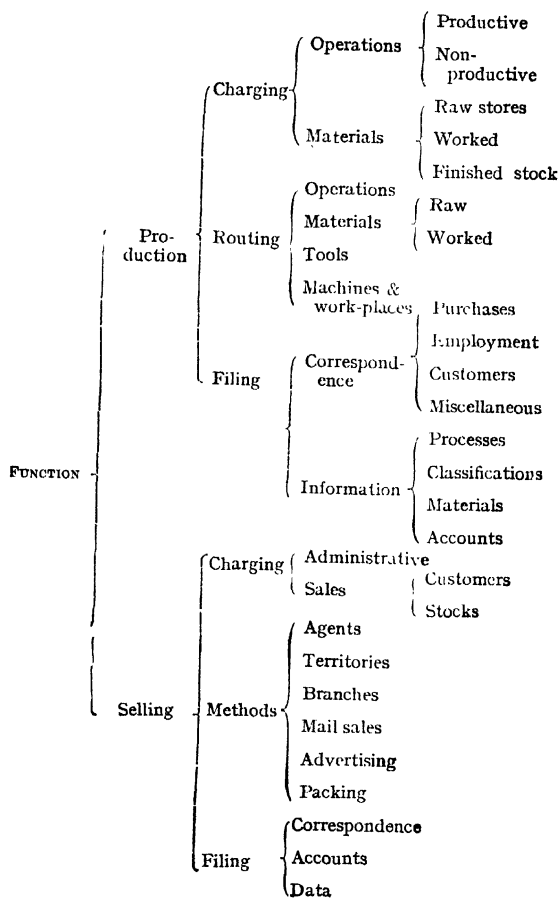 Productive
Operations
Non-
productive
Charging
Raw stores
Materials
Worked
Finished stock
Operations
Raw
Materials
Pro-
duction
Routing
Worked
Tools
Machines &
work-places
Purchases
Employment
Correspond-
ence
Filing
Customers
Miscellaneous
Processes
FUNCTION
Classifications
Information
Materials
Accounts
Charging
Administrative
Customers
Sales
Stocks
Agents
Territories
Branches
Selling
Methods
Mail sales
Advertising
Packing
Correspondence
Filing
Accounts
Data